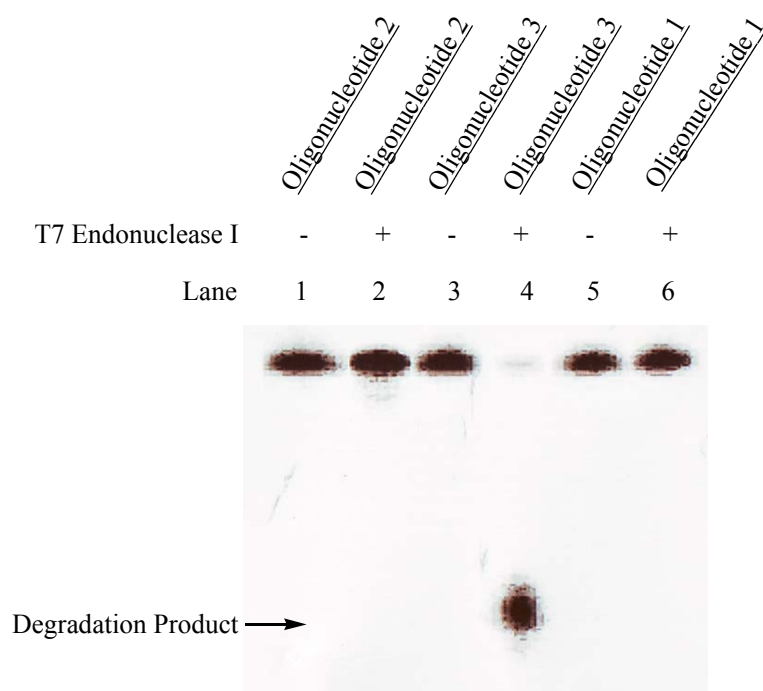 Oligonucleotide 2
Oligonucleotide 2
Oligonucleotide 3
Oligonucleotide 3
Oligonucleotide 1
Oligonucleotide 1
T7 Endonuclease I - + - + - +
Lane 1 2 3 4 5 6
Degradation Product